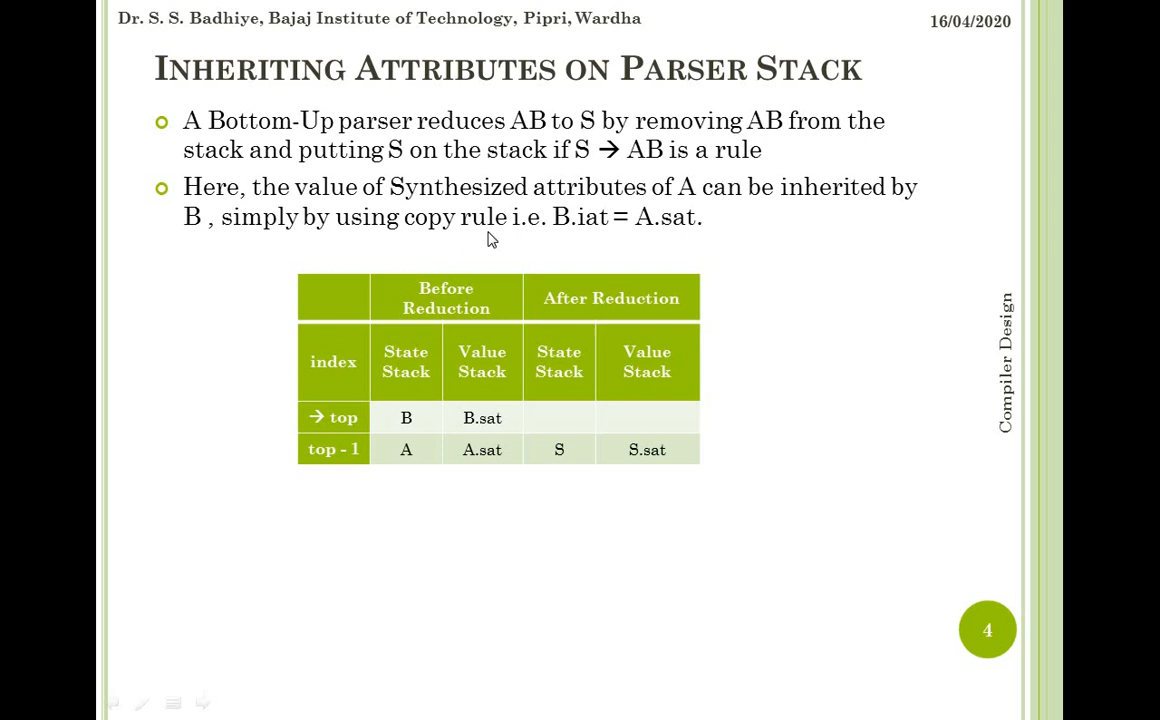 Dr. S. S. Badhiye, Bajaj Institute of Technology, Pipri, Wardha
16/04/2020
INHERITING ATTRIBUTES ON PARSER STACK
A Bottom-Up parser reduces AB to S by removing AB from the
stack and putting S on the stack if S → AB is a rule
Here, the value of Synthesized attributes of A can be inherited by
B , simply by using copy rule i.e. B.iat = A.sat.
Before Reduction After Reduction
index State Stack Value Stack State Stack Value Stack
→ top B B.sat
top - 1 A A.sat S S.sat
Compiler Design
4